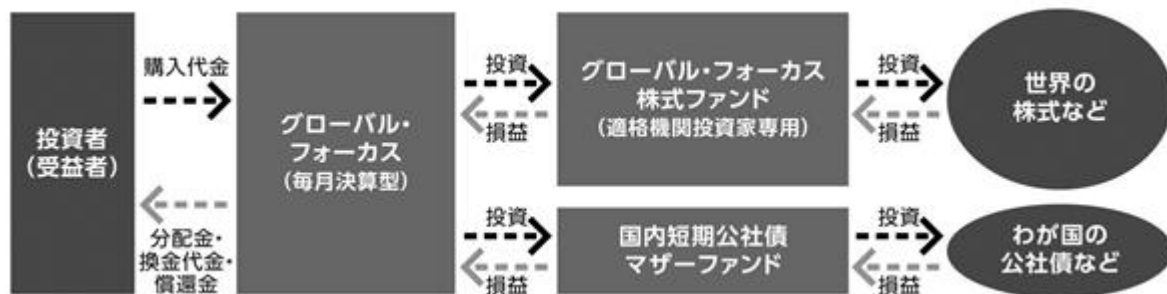 投資者
(受益者)
購入代金
分配金・
換金代金・
償還金
グローバル・
フォーカス
(毎月決算型)
投資
損益
グローバル・フォーカス
株式ファンド
(適格機関投資家専用)
投資
損益
世界の
株式など
投資
損益
国内短期公社債
マザーファンド
投資
損益
わが国の
公社債など